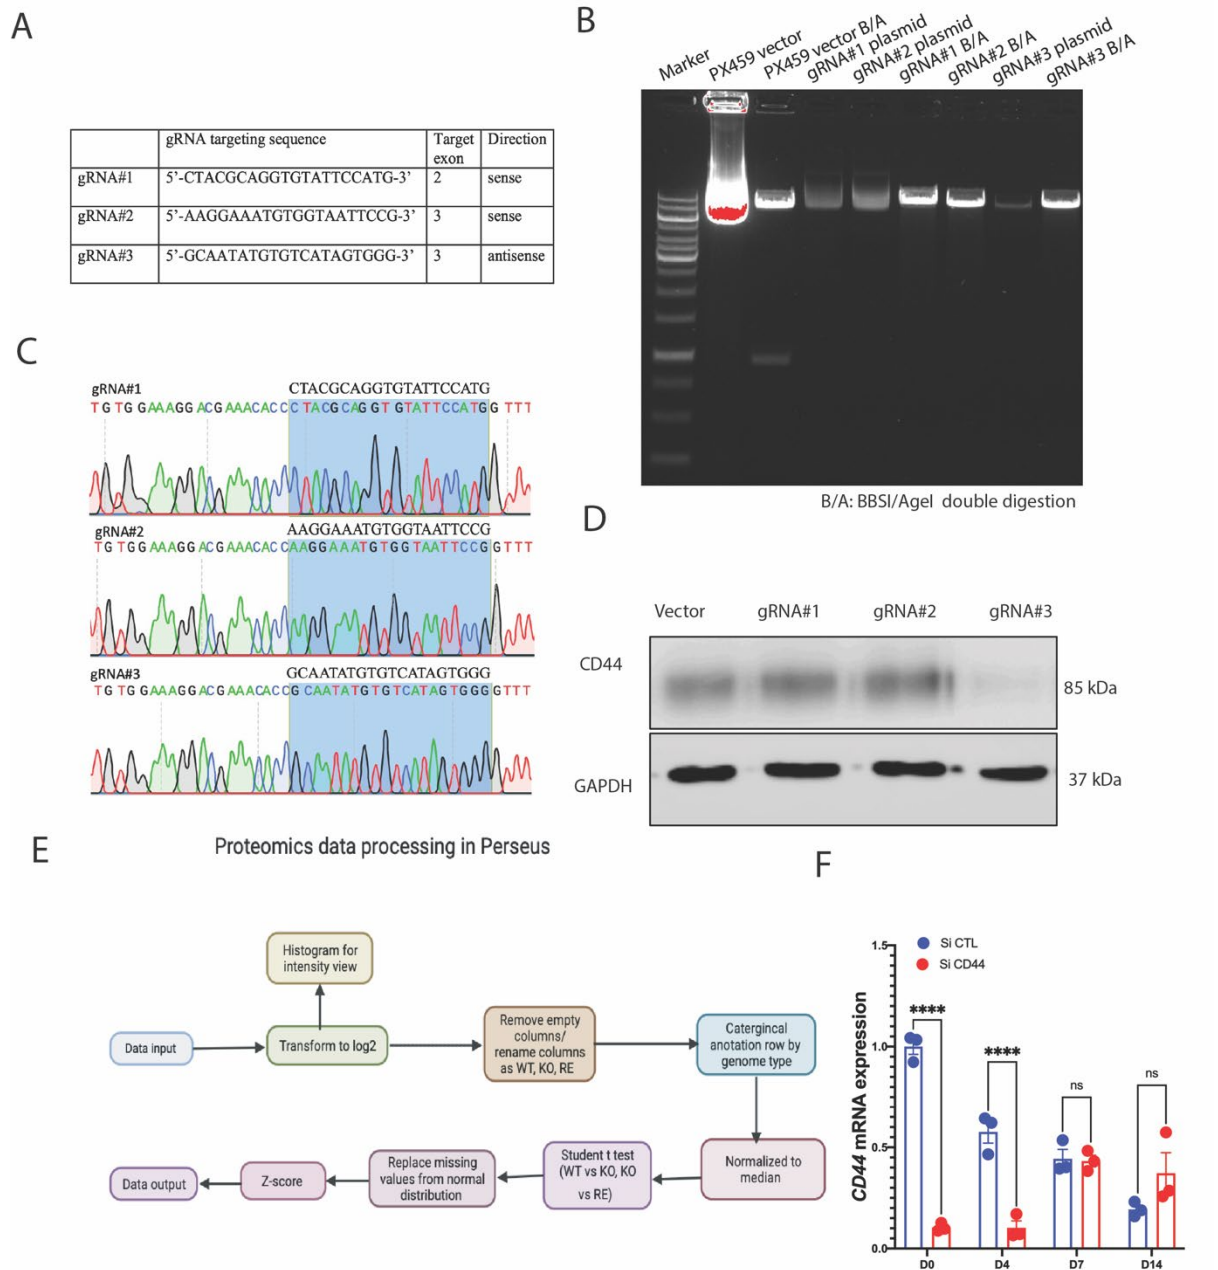 A
gRNA targeting sequence Target exon Direction
gRNA#1 5’-CTACGCAGGTGTATTCCATG-3’ 2 sense
gRNA#2 5’-AAGGAAATGTGGTAATTCCG-3’ 3 sense
gRNA#3 5’-GCAATATGTGTCATAGTGGG-3’ 3 antisense
B
Marker
PX459 vector
PX459 vector B/A
gRNA#1 plasmid
gRNA#2 plasmid
gRNA#1 B/A
gRNA#2 B/A
gRNA#3 plasmid
gRNA#3 B/A
B/A: BBSI/AgeI double digestion
C
gRNA#1
CTACGCAGGTGTATTCCATG
TGTGGAAAGGACGAAACACCCTACGCAGGTGTATTCCATGGTTT
gRNA#2
AAGGAAATGTGGTAATTCCG
TGTGGAAAGGACGAAACACCAAGGAAATGTGGTAATTCCGGTTT
gRNA#3
GCAATATGTGTCATAGTGGG
TGTGGAAAGGACGAAACACCGCAATATGTGTCATAGTGGGGTTT
D
Vector gRNA#1 gRNA#2 gRNA#3
CD44
85 kDa
GAPDH
37 kDa
E
Proteomics data processing in Perseus
Data input
Histogram for
intensity view
Transform to log2
Remove empty
columns/
rename columns
as WT, KO, RE
Catergincal
anotation row by
genome type
Normalized to
median
Student t test
(WT vs KO, KO
vs RE)
Replace missing
values from normal
distribution
Z-score
Data output
F
Si CTL
Si CD44
CD44 mRNA expression
1.5
1.0
0.5
0.0
****
****
ns
ns
D0 D4 D7 D14